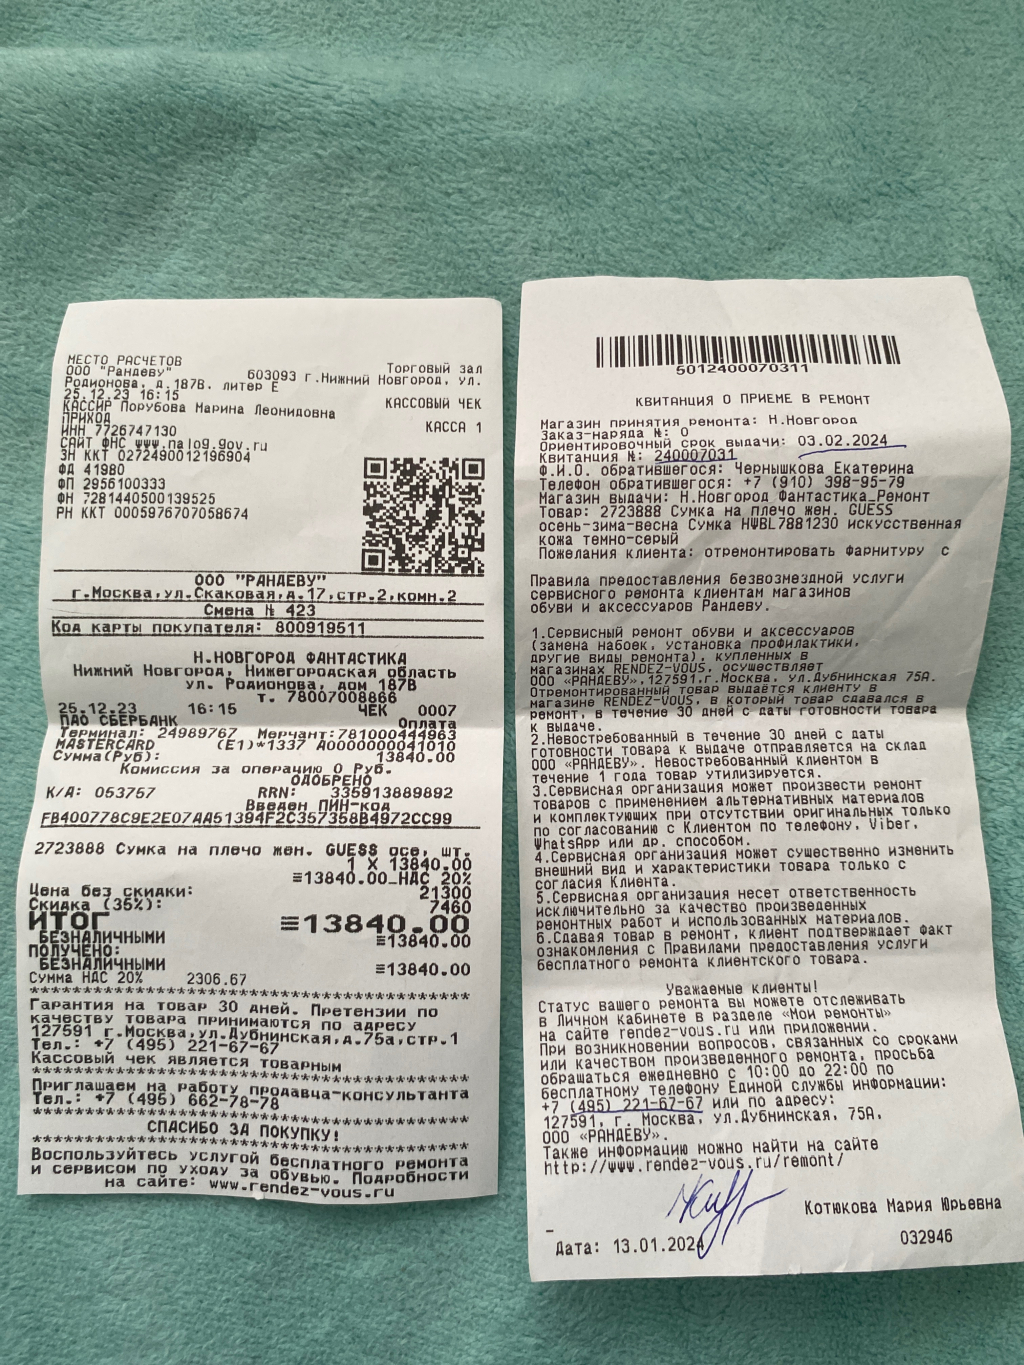 МЕСТО РАСЧЕТОВ
ООО "Рандеву"
Торговый зал
603093 г.Нижний Новгород, ул.
Родионова, д.187В, литер Е
25.12.23 16:15
КАССОВЫЙ ЧЕК
КАССИР Порубова Марина Леонидовна
ПРИХОД
КАССА 1
ИНН 7726747130
САЙТ ФНС www.nalog.gov.ru
ЗН ККТ 0272490012196904
ФД 41980
ФП 2956100333
ФН 7281440500139525
РН ККТ 0005976707058674
ООО "РАНДЕВУ"
г.Москва,ул.Скаковая,д.17,стр.2,комн.2
Смена № 423
Код карты покупателя: 800919511
Н.НОВГОРОД ФАНТАСТИКА
Нижний Новгород, Нижегородская область
ул. Родионова, дом 187В
т. 78007008866
25.12.23 16:15 ЧЕК 0007
ПАО СБЕРБАНК Оплата
Терминал: 24989767 Мерчант:781000444963
MASTERCARD (E1)*1337 A0000000041010
Сумма(Руб): 13840.00
Комиссия за операцию 0 Руб.
ОДОБРЕНО
К/А: 053757 RRN: 335913889892
Введен ПИН-код
FB400778C9E2E07AA51394F2C357358B4972CC99
2723888 Сумка на плечо жен. GUESS осе, шт.
1 X 13840.00
≡13840.00_НДС 20%
Цена без скидки: 21300
Скидка (35%): 7460
ИТОГ ≡13840.00
БЕЗНАЛИЧНЫМИ ≡13840.00
ПОЛУЧЕНО:
БЕЗНАЛИЧНЫМИ ≡13840.00
Сумма НДС 20% 2306.67
****************************************
Гарантия на товар 30 дней. Претензии по
качеству товара принимаются по адресу
127591 г.Москва,ул.Дубнинская,д.75а,стр.1
Тел.: +7 (495) 221-67-67
Кассовый чек является товарным
****************************************
Приглашаем на работу продавца-консультанта
Тел.: +7 (495) 662-78-78
****************************************
СПАСИБО ЗА ПОКУПКУ!
****************************************
Воспользуйтесь услугой бесплатного ремонта
и сервисом по уходу за обувью. Подробности
на сайте: www.rendez-vous.ru
5012400070311
КВИТАНЦИЯ О ПРИЕМЕ В РЕМОНТ
Магазин принятия ремонта: Н.Новгород
Заказ-наряда №: 0
Ориентировочный срок выдачи: 03.02.2024
Квитанция №: 240007031
Ф.И.О. обратившегося: Чернышкова Екатерина
Телефон обратившегося: +7 (910) 398-95-79
Магазин выдачи: Н.Новгород Фантастика_Ремонт
Товар: 2723888 Сумка на плечо жен. GUESS
осень-зима-весна Сумка HWBL7881230 искусственная
кожа темно-серый
Пожелания клиента: отремонтировать фарнитуру с
Правила предоставления безвозмездной услуги
сервисного ремонта клиентам магазинов
обуви и аксессуаров Рандеву.
1.Сервисный ремонт обуви и аксессуаров
(замена набоек, установка профилактики,
другие виды ремонта), купленных в
магазинах RENDEZ-VOUS, осуществляет
ООО «РАНДЕВУ»,127591,г.Москва, ул.Дубнинская 75А.
Отремонтированный товар выдаётся клиенту в
магазине RENDEZ-VOUS, в который товар сдавался в
ремонт, в течение 30 дней с даты готовности товара
к выдаче.
2.Невостребованный в течение 30 дней с даты
готовности товара к выдаче отправляется на склад
ООО «РАНДЕВУ». Невостребованный клиентом в
течение 1 года товар утилизируется.
3.Сервисная организация может произвести ремонт
товаров с применением альтернативных материалов
и комплектующих при отсутствии оригинальных только
по согласованию с Клиентом по телефону, Viber,
WhatsApp или др. способом.
4.Сервисная организация может существенно изменить
внешний вид и характеристики товара только с
согласия Клиента.
5.Сервисная организация несет ответственность
исключительно за качество произведенных
ремонтных работ и использованных материалов.
6.Сдавая товар в ремонт, клиент подтверждает факт
ознакомления с Правилами предоставления услуги
бесплатного ремонта клиентского товара.
Уважаемые клиенты!
Статус вашего ремонта вы можете отслеживать
в Личном кабинете в разделе «Мои ремонты»
на сайте rendez-vous.ru или приложении.
При возникновении вопросов, связанных со сроками
или качеством произведенного ремонта, просьба
обращаться ежедневно с 10:00 до 22:00 по
бесплатному телефону Единой службы информации:
+7 (495) 221-67-67 или по адресу:
127591, г. Москва, ул.Дубнинская, 75А,
ООО «РАНДЕВУ».
Также информацию можно найти на сайте
http://www.rendez-vous.ru/remont/
Котюкова Мария Юрьевна
032946
Дата: 13.01.2024